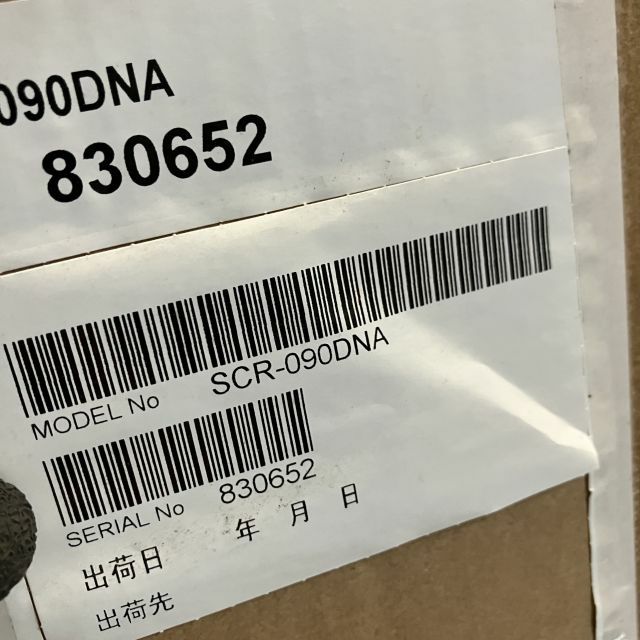 090DNA
830652
MODEL No SCR-090DNA
SERIAL No 830652
出荷日 年 月 日
出荷先